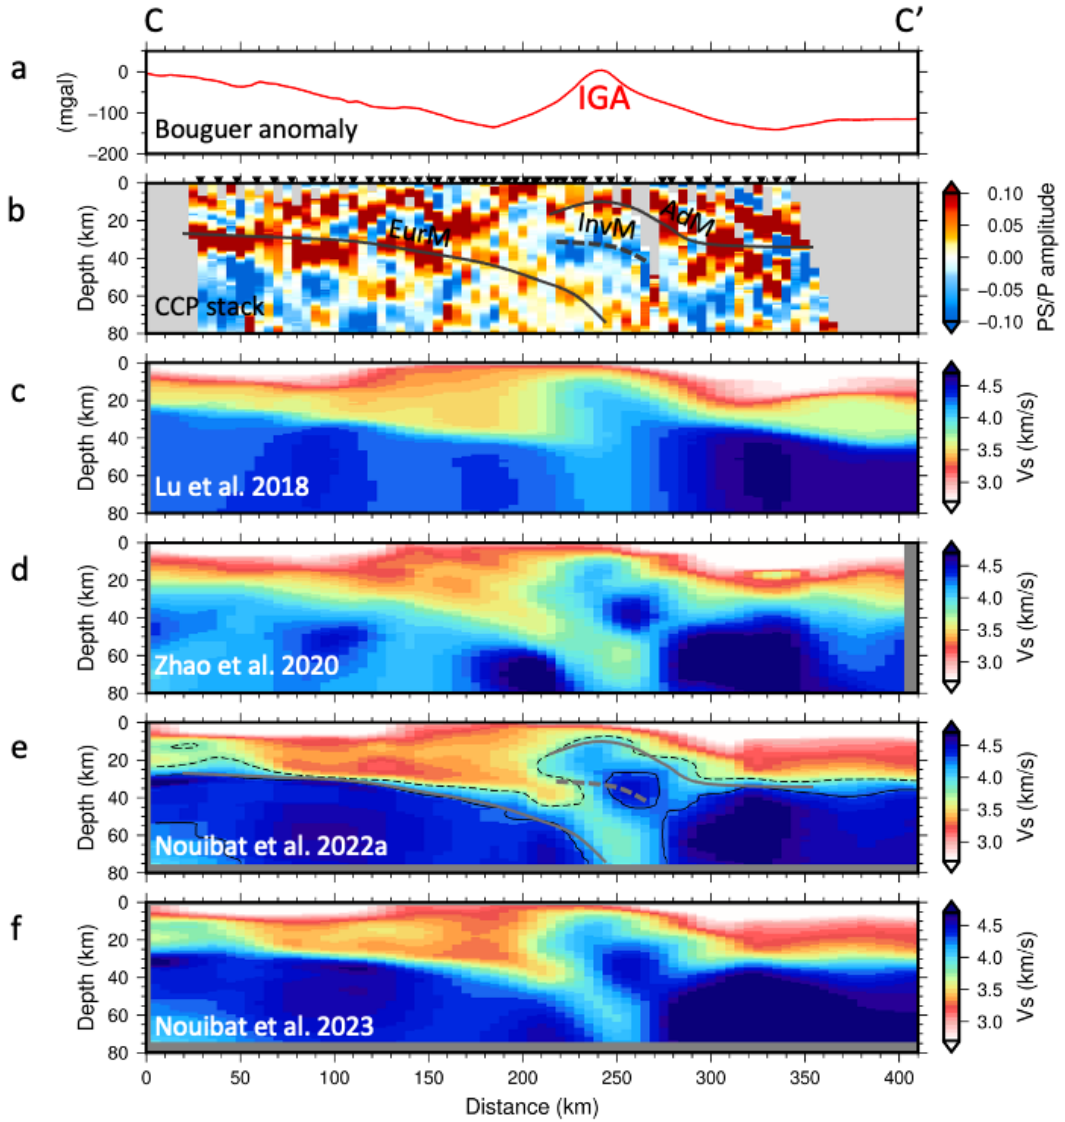 C C’
a
0
−100
−200
(mgal)
IGA
Bouguer anomaly
b
0
20
40
60
80
Depth (km)
EurM
InvM
AdM
CCP stack
0.10
0.05
0.00
−0.05
−0.10
PS/P amplitude
c
0
20
40
60
80
Depth (km)
Lu et al. 2018
4.5
4.0
3.5
3.0
Vs (km/s)
d
0
20
40
60
80
Depth (km)
Zhao et al. 2020
4.5
4.0
3.5
3.0
Vs (km/s)
e
0
20
40
60
80
Depth (km)
Nouibat et al. 2022a
4.5
4.0
3.5
3.0
Vs (km/s)
f
0
20
40
60
80
Depth (km)
Nouibat et al. 2023
4.5
4.0
3.5
3.0
Vs (km/s)
0 50 100 150 200 250 300 350 400
Distance (km)